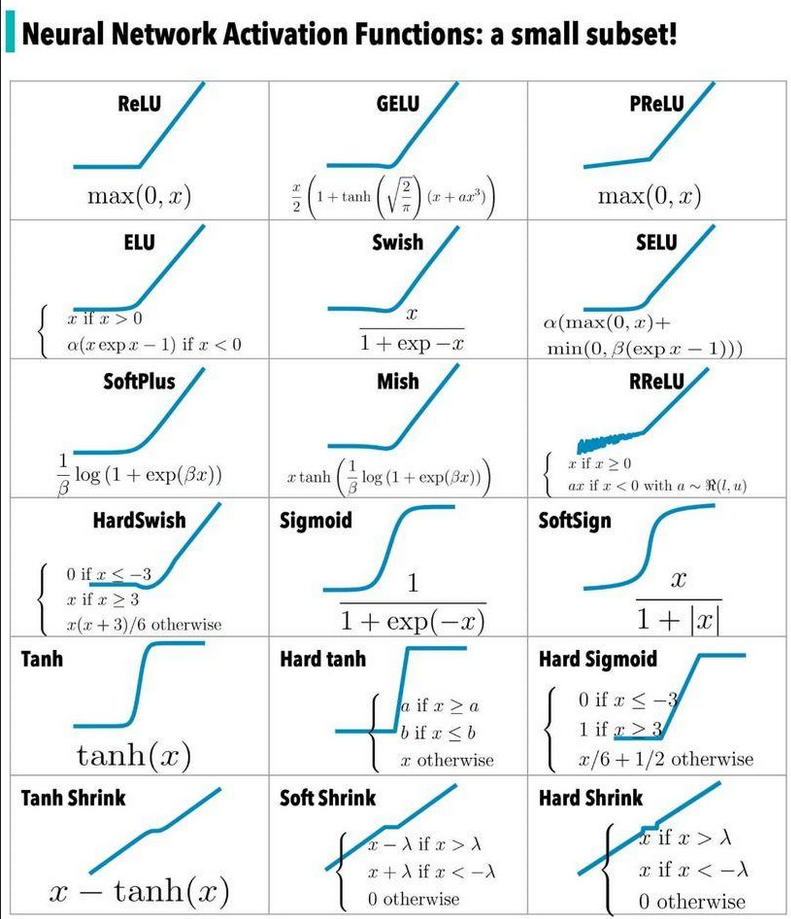 Neural Network Activation Functions: a small subset!
ReLU
max(0, x)
GELU
x/2 (1 + tanh (√(2/π)) (x + ax³))
PReLU
max(0, x)
ELU
{ x if x > 0
α(x exp x − 1) if x < 0
Swish
x
1 + exp −x
SELU
α(max(0, x)+
min(0, β(exp x − 1)))
SoftPlus
1/β log (1 + exp(βx))
Mish
x tanh (1/β log (1 + exp(βx)))
RReLU
{ x if x ≥ 0
ax if x < 0 with a ∼ ℜ(l, u)
HardSwish
{ 0 if x ≤ −3
x if x ≥ 3
x(x + 3)/6 otherwise
Sigmoid
1
1 + exp(−x)
SoftSign
x
1 + |x|
Tanh
tanh(x)
Hard tanh
{ a if x ≥ a
b if x ≤ b
x otherwise
Hard Sigmoid
{ 0 if x ≤ −3
1 if x ≥ 3
x/6 + 1/2 otherwise
Tanh Shrink
x − tanh(x)
Soft Shrink
{ x − λ if x > λ
x + λ if x < −λ
0 otherwise
Hard Shrink
{ x if x > λ
x if x < −λ
0 otherwise